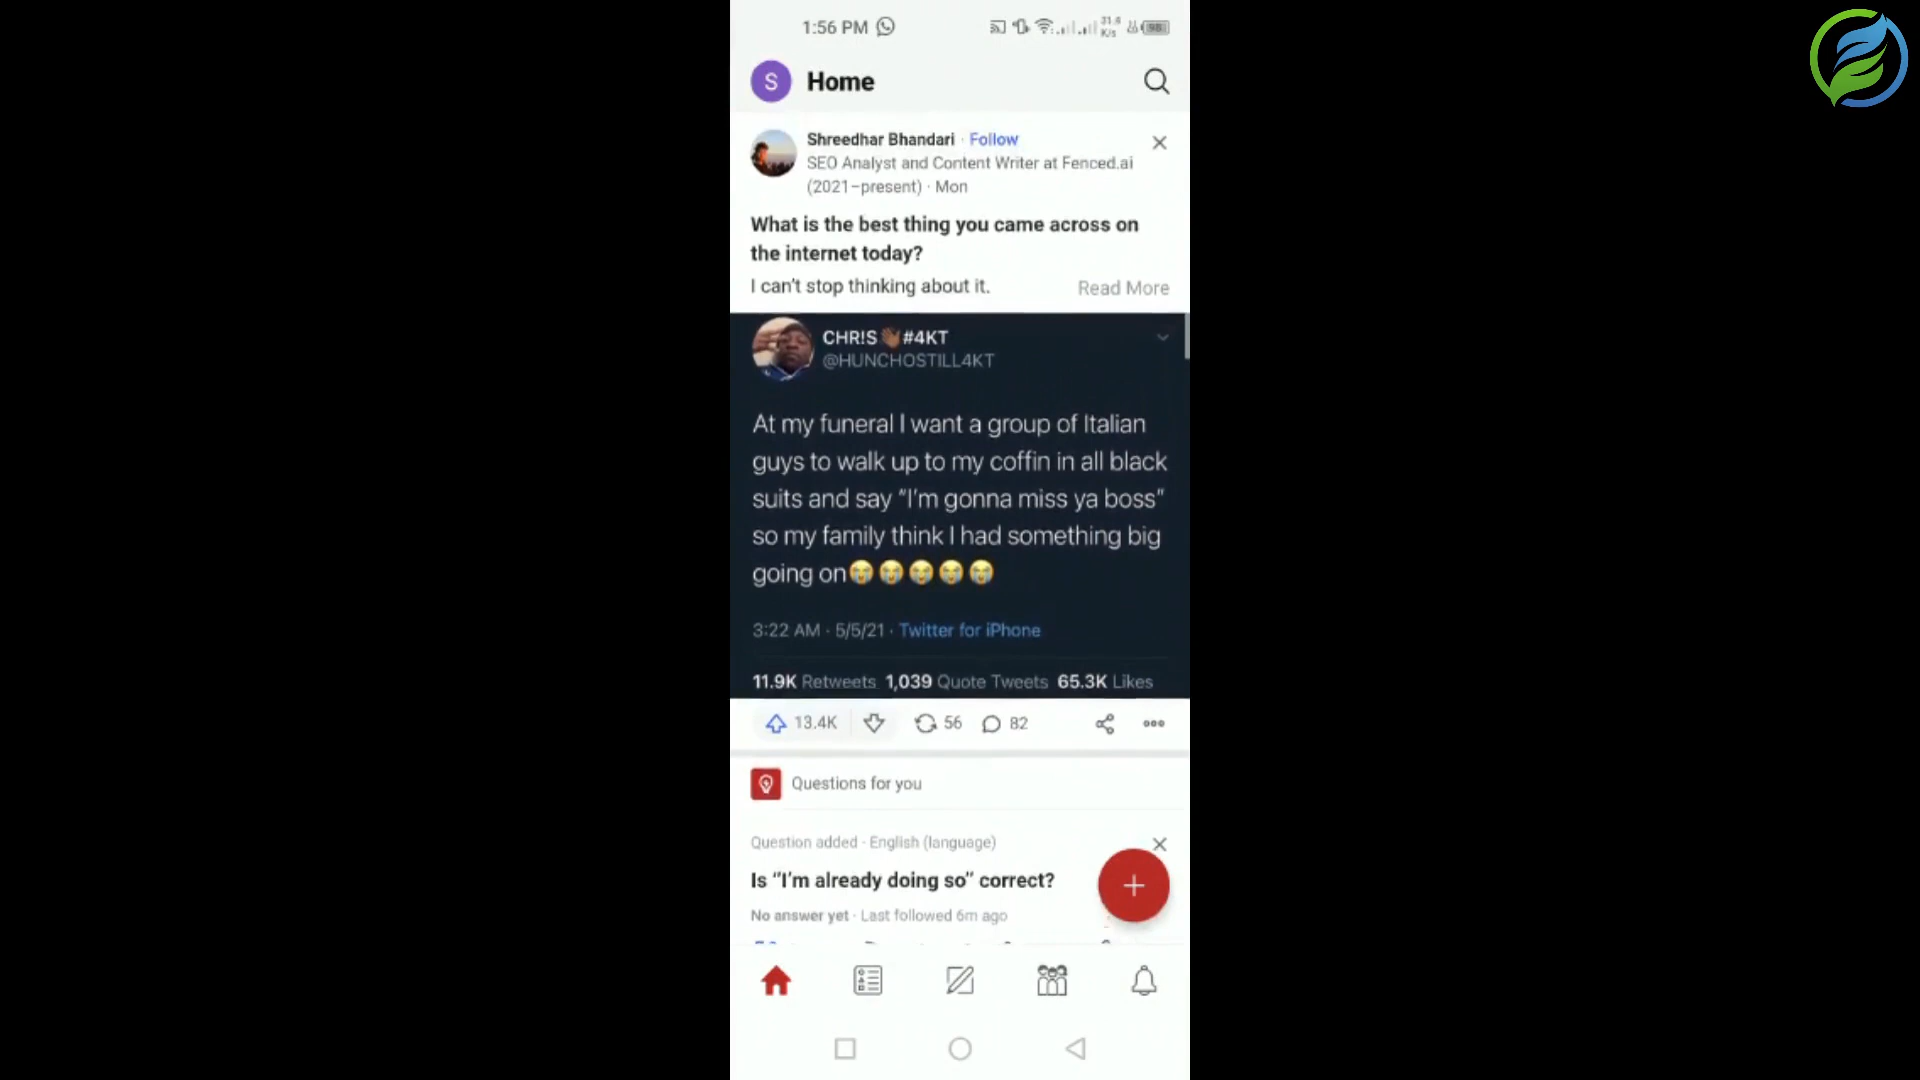 1:56 PM
31.6
K/s
98
S
Home
Shreedhar Bhandari · Follow
SEO Analyst and Content Writer at Fenced.ai
(2021–present) · Mon
What is the best thing you came across on
the internet today?
I can't stop thinking about it.
Read More
CHR!S 👋🏾#4KT
@HUNCHOSTILL4KT
At my funeral I want a group of Italian
guys to walk up to my coffin in all black
suits and say “I'm gonna miss ya boss”
so my family think I had something big
going on😭😭😭😭😭
3:22 AM · 5/5/21 · Twitter for iPhone
11.9K Retweets 1,039 Quote Tweets 65.3K Likes
13.4K
56
82
Questions for you
Question added · English (language)
Is “I'm already doing so” correct?
No answer yet · Last followed 6m ago